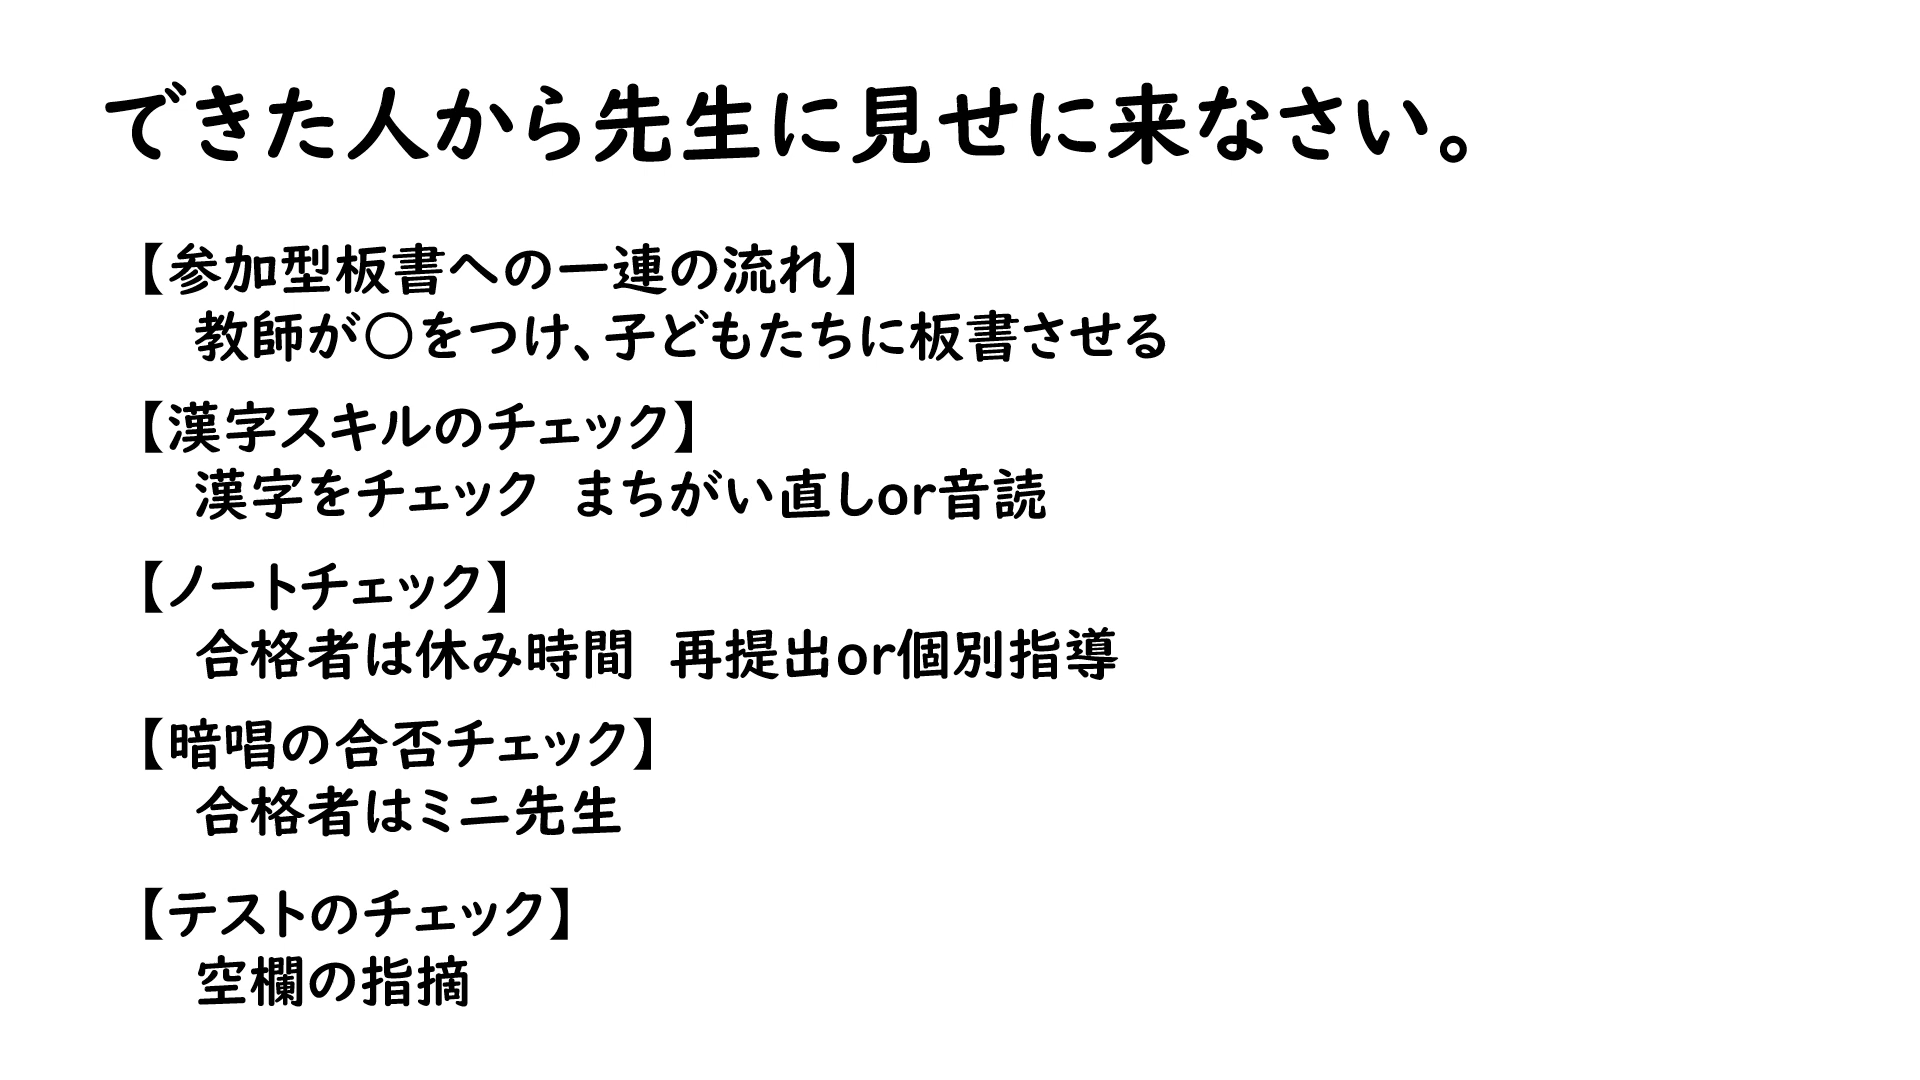 できた人から先生に見せに来なさい。
【参加型板書への一連の流れ】
教師が〇をつけ、子どもたちに板書させる
【漢字スキルのチェック】
漢字をチェック　まちがい直しor音読
【ノートチェック】
合格者は休み時間　再提出or個別指導
【暗唱の合否チェック】
合格者はミニ先生
【テストのチェック】
空欄の指摘